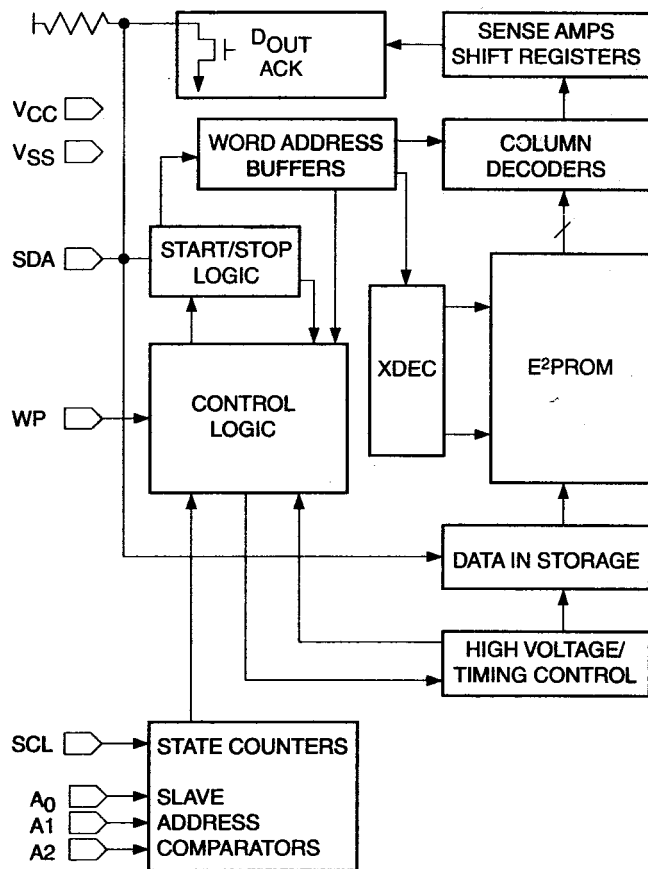 DOUT
ACK
SENSE AMPS
SHIFT REGISTERS
VCC
VSS
WORD ADDRESS
BUFFERS
COLUMN
DECODERS
SDA
START/STOP
LOGIC
XDEC
E²PROM
WP
CONTROL
LOGIC
DATA IN STORAGE
HIGH VOLTAGE/
TIMING CONTROL
SCL
STATE COUNTERS
A0
SLAVE
A1
ADDRESS
A2
COMPARATORS